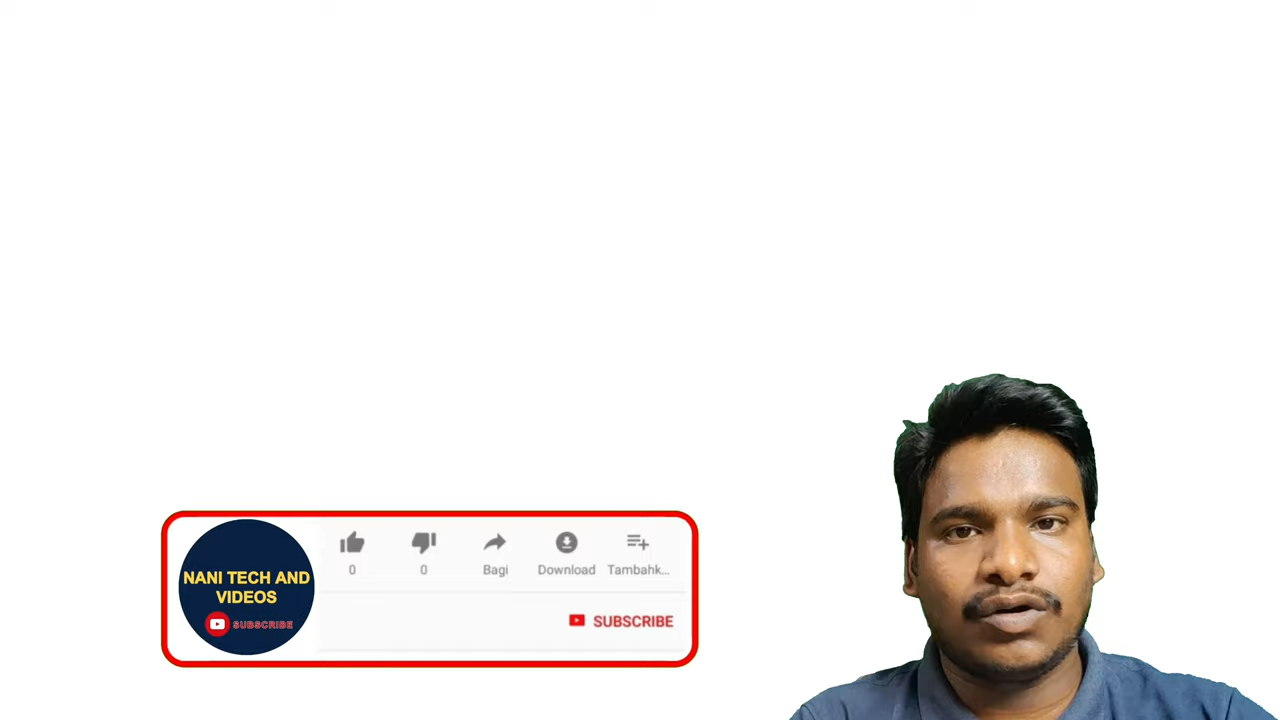 NANI TECH AND
VIDEOS
SUBSCRIBE
0
0
Bagi
Download
Tambahk...
SUBSCRIBE